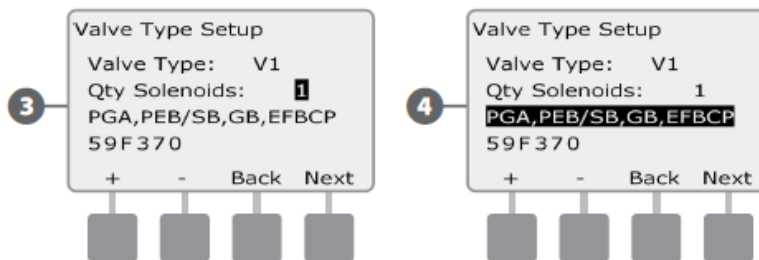 3
Valve Type Setup
Valve Type: V1
Qty Solenoids: 1
PGA,PEB/SB,GB,EFBCP
59F370
+ - Back Next
4
Valve Type Setup
Valve Type: V1
Qty Solenoids: 1
PGA,PEB/SB,GB,EFBCP
59F370
+ - Back Next